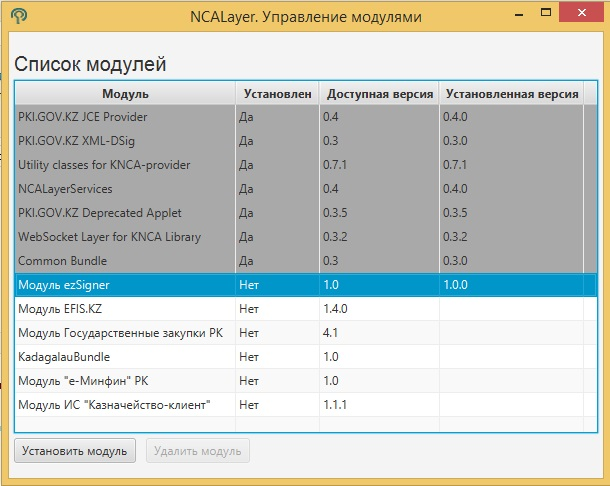 NCALayer. Управление модулями
Список модулей
Модуль Установлен Доступная версия Установленная версия
PKI.GOV.KZ JCE Provider Да 0.4 0.4.0
PKI.GOV.KZ XML-DSig Да 0.3 0.3.0
Utility classes for KNCA-provider Да 0.7.1 0.7.1
NCALayerServices Да 0.4 0.4.0
PKI.GOV.KZ Deprecated Applet Да 0.3.5 0.3.5
WebSocket Layer for KNCA Library Да 0.3.2 0.3.2
Common Bundle Да 0.3 0.3.0
Модуль ezSigner Нет 1.0 1.0.0
Модуль EFIS.KZ Нет 1.4.0
Модуль Государственные закупки РК Нет 4.1
KadagalauBundle Нет 1.0
Модуль "е-Минфин" РК Нет 1.0
Модуль ИС "Казначейство-клиент" Нет 1.1.1
Установить модуль Удалить модуль